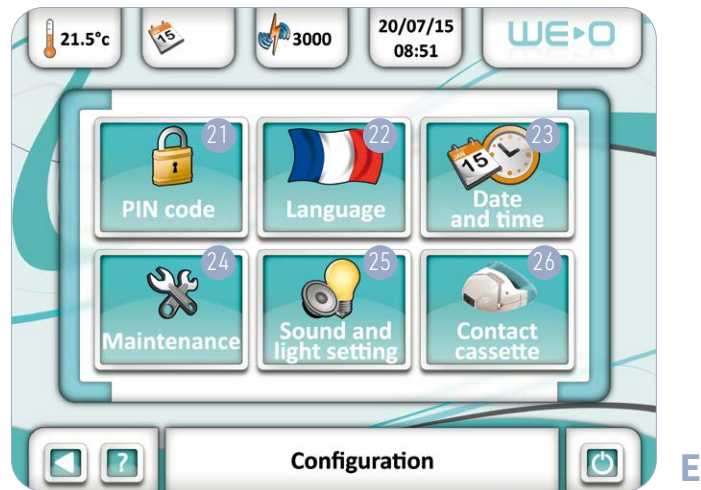 21.5°c
15
3000
20/07/15
08:51
WE▸O
21
22
23
PIN code
Language
JAN
15
Date
and time
24
25
26
Maintenance
Sound and
light setting
Contact
cassette
?
Configuration
E